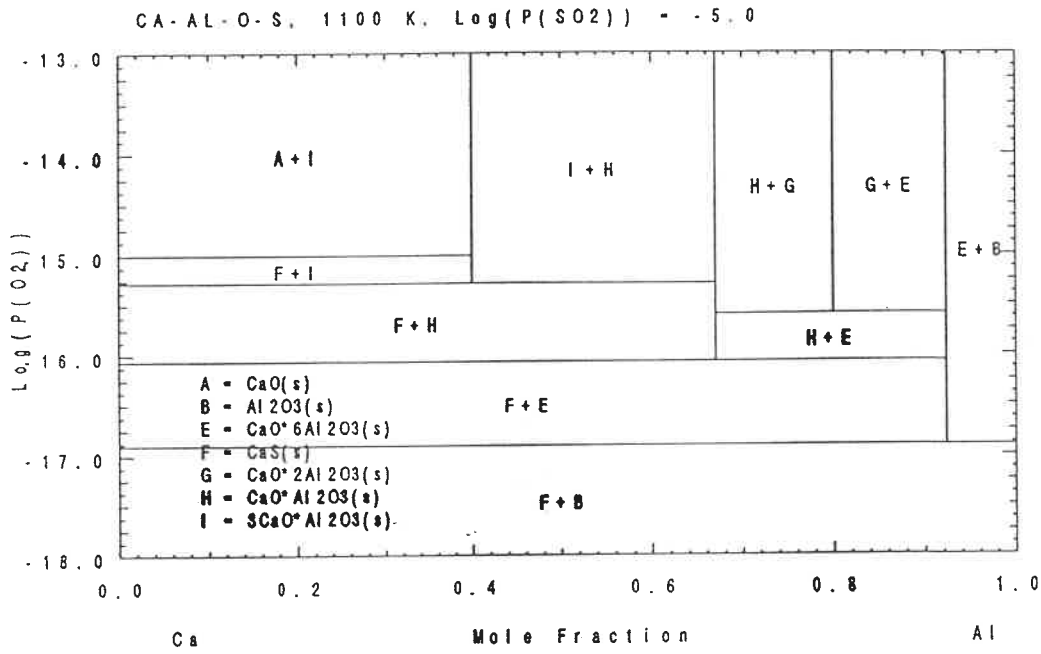 CA-AL-O-S, 1100 K, Log(P(SO2)) = -5.0
-13.0
-14.0
15.0
16.0
-17.0
-18.0
Log(P(O2))
A+I
I+H
H+G
G+E
E+B
F+I
F+H
H+E
F+E
F+B
A = CaO(s)
B = Al2O3(s)
E = CaO*6Al2O3(s)
F = CaS(s)
G = CaO*2Al2O3(s)
H = CaO*Al2O3(s)
I = 3CaO*Al2O3(s)
0.0 0.2 0.4 0.6 0.8 1.0
Ca Mole Fraction Al